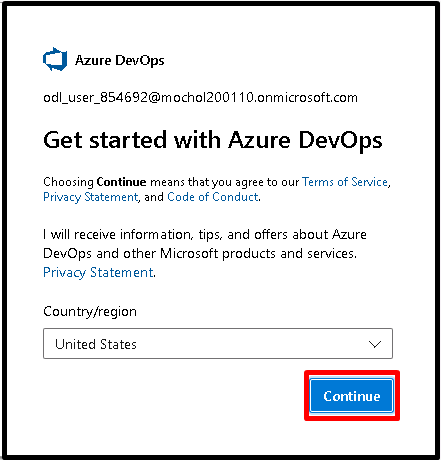 Azure DevOps
odl_user_854692@mochol200110.onmicrosoft.com
Get started with Azure DevOps
Choosing Continue means that you agree to our Terms of Service,
Privacy Statement, and Code of Conduct.
I will receive information, tips, and offers about Azure
DevOps and other Microsoft products and services.
Privacy Statement.
Country/region
United States
Continue